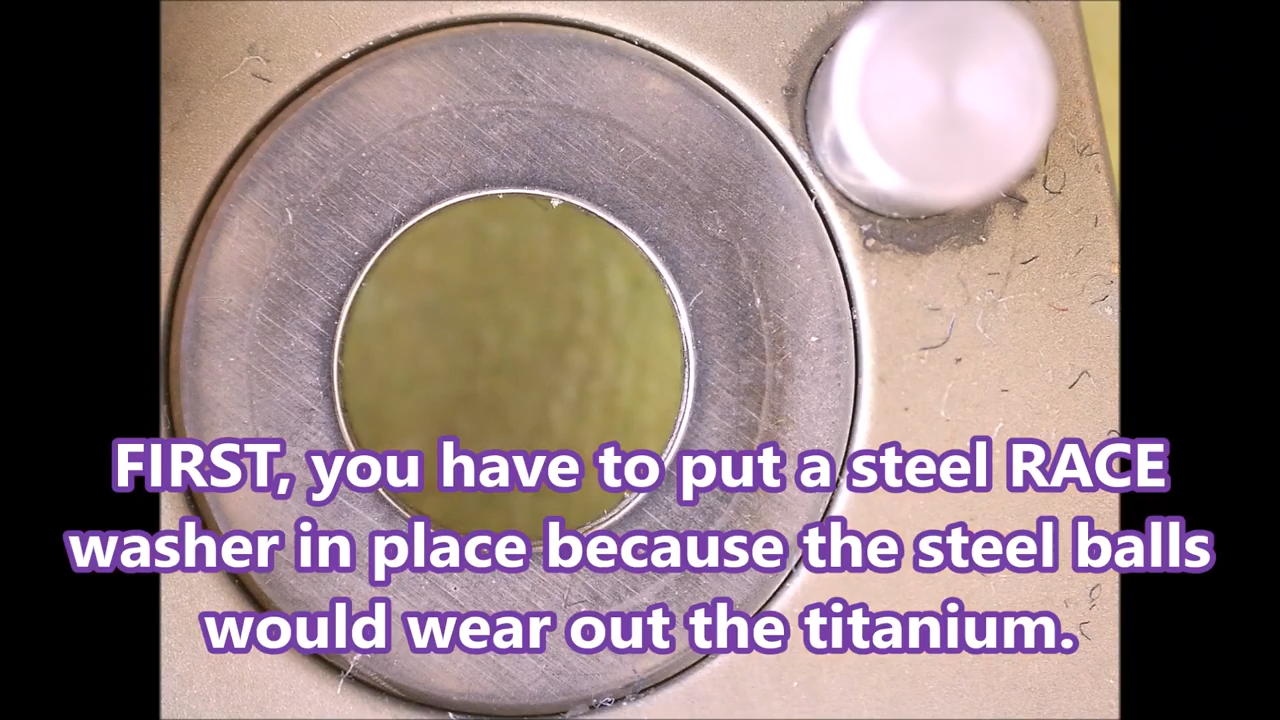 FIRST, you have to put a steel RACE
washer in place because the steel balls
would wear out the titanium.